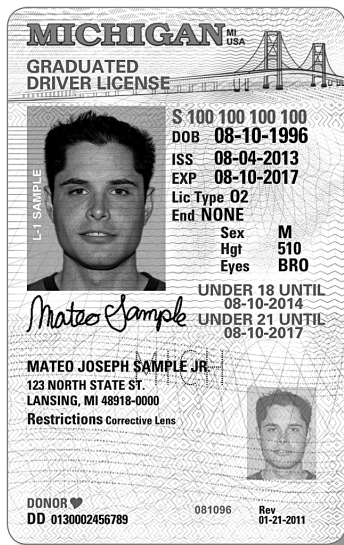 MICHIGAN MI
USA
GRADUATED
DRIVER LICENSE
S 100 100 100 100
DOB 08-10-1996
ISS 08-04-2013
EXP 08-10-2017
Lic Type O2
End NONE
Sex M
Hgt 510
Eyes BRO
L-1 SAMPLE
UNDER 18 UNTIL
08-10-2014
UNDER 21 UNTIL
08-10-2017
Mateo Sample
MATEO JOSEPH SAMPLE JR.
MICH
123 NORTH STATE ST.
LANSING, MI 48918-0000
Restrictions Corrective Lens
DONOR
DD 0130002456789
081096
Rev
01-21-2011